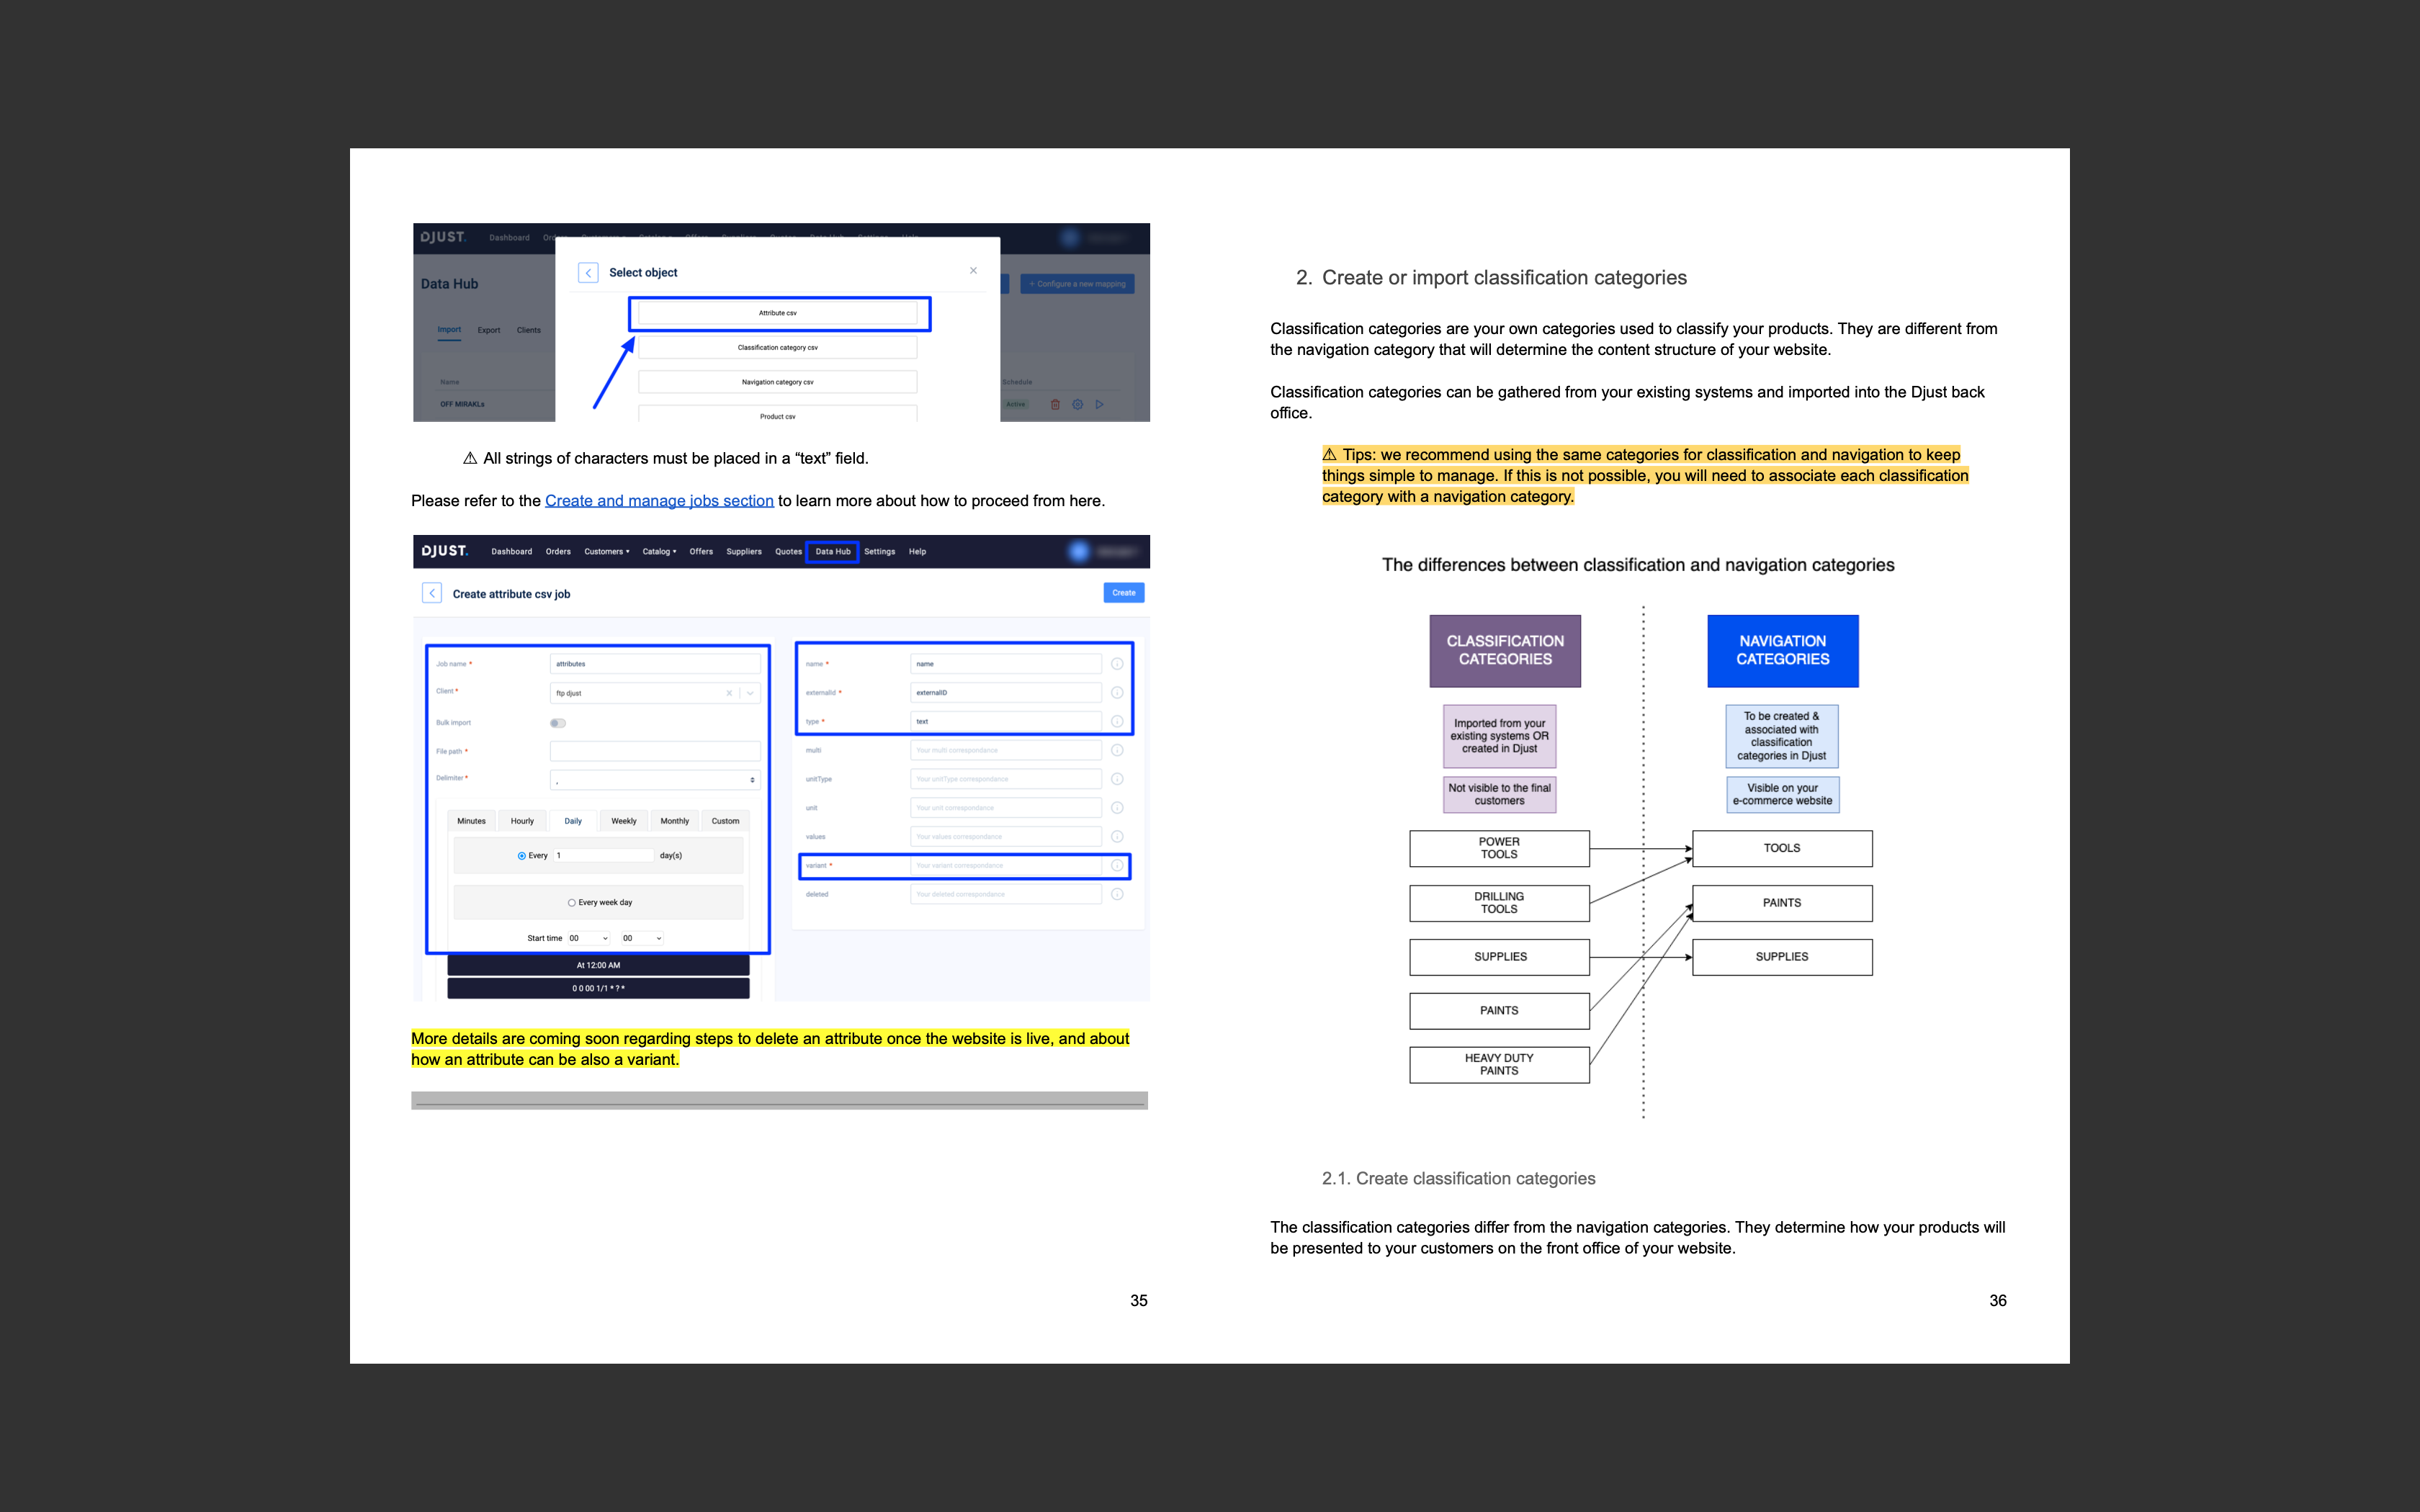 DJUST.
Dashboard
Data Hub
Select object
+ Configure a new mapping
Import Export Clients
Attribute csv
Classification category csv
Navigation category csv
Product csv
Name
Schedule
OFF MIRAKLs
Active
⚠ All strings of characters must be placed in a “text” field.
Please refer to the Create and manage jobs section to learn more about how to proceed from here.
DJUST. Dashboard Orders Customers Catalog Offers Suppliers Quotes Data Hub Settings Help
Create attribute csv job
Create
Job name * attributes
Client * ftp djust
Bulk import
File path *
Delimiter * ,
Minutes Hourly Daily Weekly Monthly Custom
Every 1 day(s)
Every week day
Start time 00 00
At 12:00 AM
0 0 00 1/1 * ? *
name * name
externalId * externalID
type * text
multi Your multi correspondance
unitType Your unitType correspondance
unit Your unit correspondance
values Your values correspondance
variant * Your variant correspondance
deleted Your deleted correspondance
More details are coming soon regarding steps to delete an attribute once the website is live, and about
how an attribute can be also a variant.
35
2. Create or import classification categories
Classification categories are your own categories used to classify your products. They are different from
the navigation category that will determine the content structure of your website.
Classification categories can be gathered from your existing systems and imported into the Djust back
office.
⚠ Tips: we recommend using the same categories for classification and navigation to keep
things simple to manage. If this is not possible, you will need to associate each classification
category with a navigation category.
The differences between classification and navigation categories
CLASSIFICATION
CATEGORIES
NAVIGATION
CATEGORIES
Imported from your
existing systems OR
created in Djust
To be created &
associated with
classification
categories in Djust
Not visible to the final
customers
Visible on your
e-commerce website
POWER
TOOLS
TOOLS
DRILLING
TOOLS
PAINTS
SUPPLIES
SUPPLIES
PAINTS
HEAVY DUTY
PAINTS
2.1. Create classification categories
The classification categories differ from the navigation categories. They determine how your products will
be presented to your customers on the front office of your website.
36